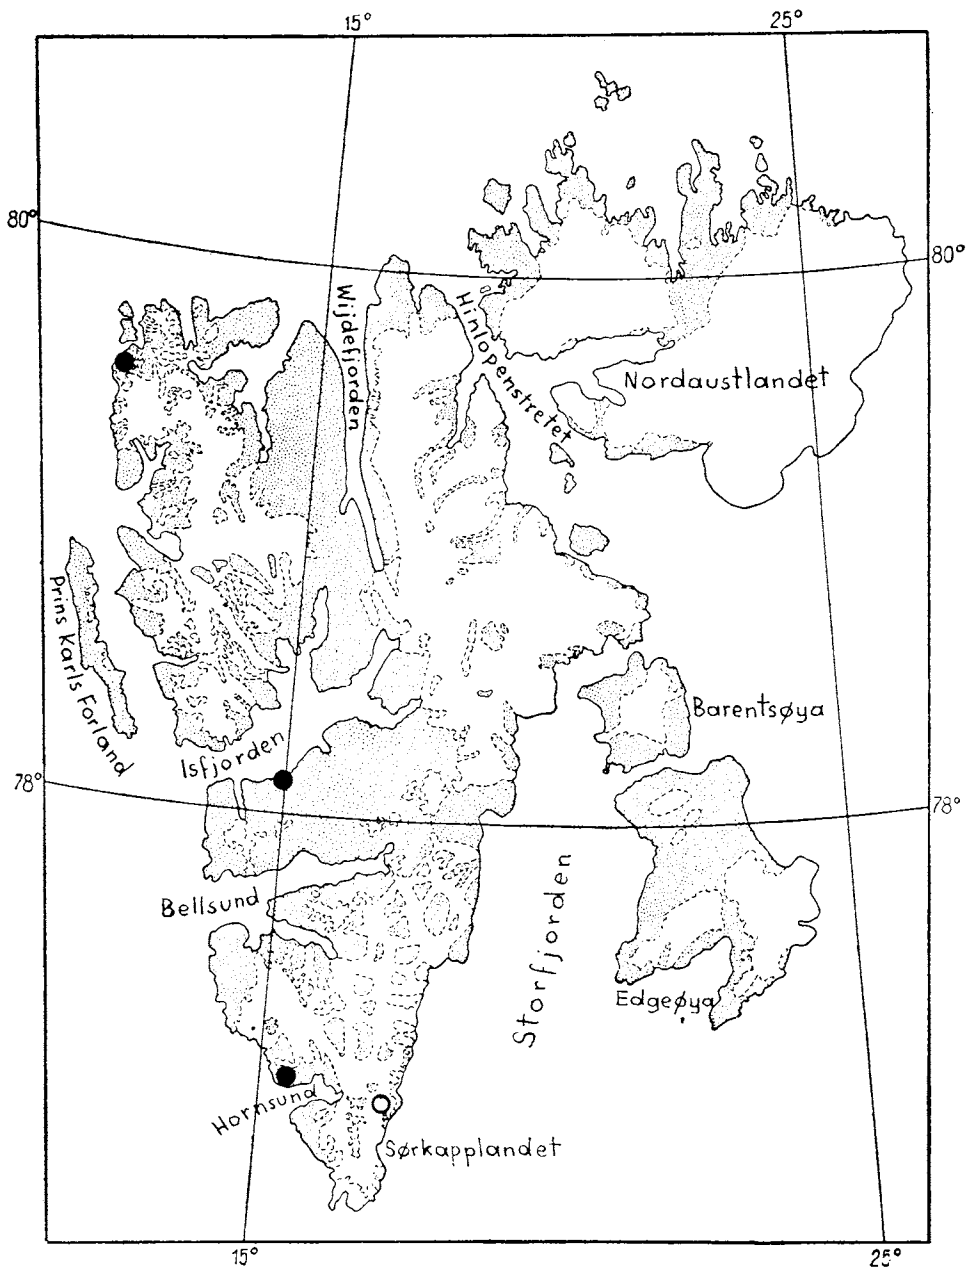 15°
25°
80°
80°
Wijdefjorden
Hinlopenstretet
Nordaustlandet
Prins Karls Forland
Barentsøya
Isfjorden
78°
78°
Bellsund
Storfjorden
Edgeøya
Hornsund
Sørkapplandet
15°
25°